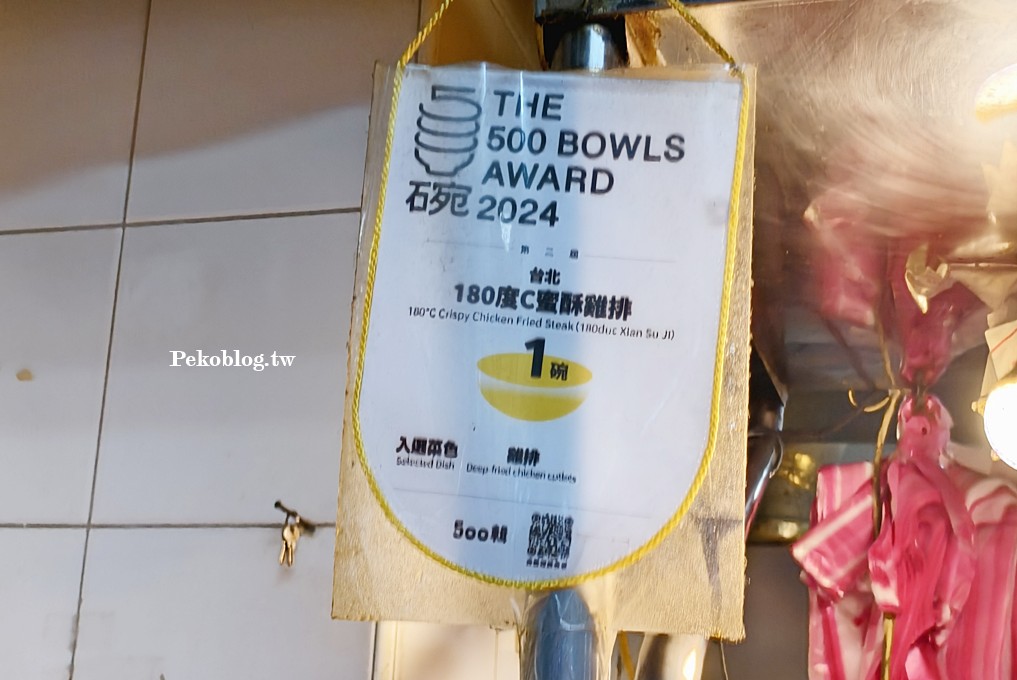 THE
500 BOWLS
AWARD
碗 2024
第 二 屆
台北
180度C蜜酥雞排
180°C Crispy Chicken Fried Steak (180duc Xian Su Ji)
1碗
入選菜色
Selected Dish
雞排
Deep fried chicken cutlets
500輯
Pekoblog.tw